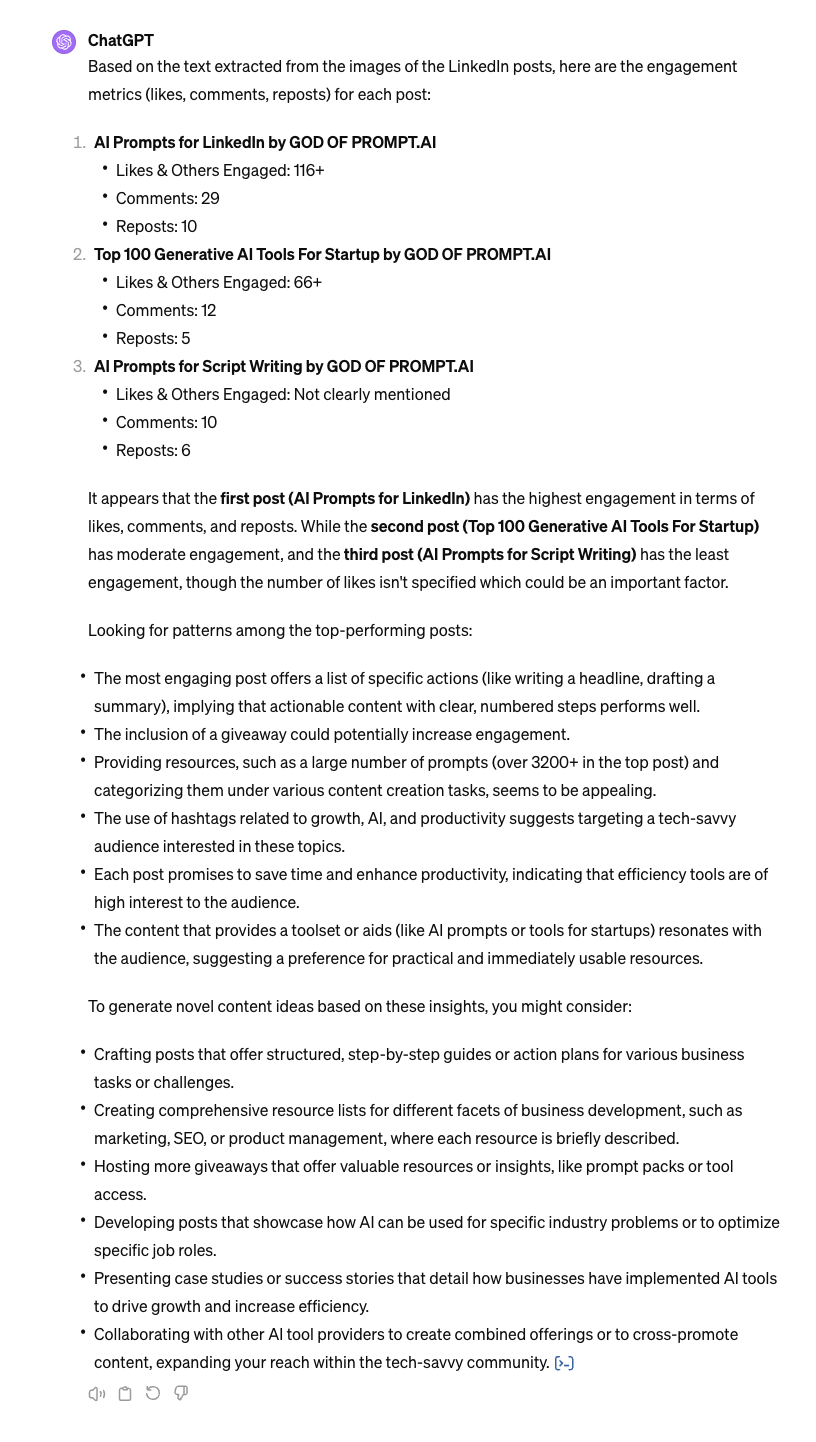 ChatGPT
Based on the text extracted from the images of the LinkedIn posts, here are the engagement
metrics (likes, comments, reposts) for each post:
1. AI Prompts for LinkedIn by GOD OF PROMPT.AI
• Likes & Others Engaged: 116+
• Comments: 29
• Reposts: 10
2. Top 100 Generative AI Tools For Startup by GOD OF PROMPT.AI
• Likes & Others Engaged: 66+
• Comments: 12
• Reposts: 5
3. AI Prompts for Script Writing by GOD OF PROMPT.AI
• Likes & Others Engaged: Not clearly mentioned
• Comments: 10
• Reposts: 6
It appears that the first post (AI Prompts for LinkedIn) has the highest engagement in terms of
likes, comments, and reposts. While the second post (Top 100 Generative AI Tools For Startup)
has moderate engagement, and the third post (AI Prompts for Script Writing) has the least
engagement, though the number of likes isn't specified which could be an important factor.
Looking for patterns among the top-performing posts:
• The most engaging post offers a list of specific actions (like writing a headline, drafting a
summary), implying that actionable content with clear, numbered steps performs well.
• The inclusion of a giveaway could potentially increase engagement.
• Providing resources, such as a large number of prompts (over 3200+ in the top post) and
categorizing them under various content creation tasks, seems to be appealing.
• The use of hashtags related to growth, AI, and productivity suggests targeting a tech-savvy
audience interested in these topics.
• Each post promises to save time and enhance productivity, indicating that efficiency tools are of
high interest to the audience.
• The content that provides a toolset or aids (like AI prompts or tools for startups) resonates with
the audience, suggesting a preference for practical and immediately usable resources.
To generate novel content ideas based on these insights, you might consider:
• Crafting posts that offer structured, step-by-step guides or action plans for various business
tasks or challenges.
• Creating comprehensive resource lists for different facets of business development, such as
marketing, SEO, or product management, where each resource is briefly described.
• Hosting more giveaways that offer valuable resources or insights, like prompt packs or tool
access.
• Developing posts that showcase how AI can be used for specific industry problems or to optimize
specific job roles.
• Presenting case studies or success stories that detail how businesses have implemented AI tools
to drive growth and increase efficiency.
• Collaborating with other AI tool providers to create combined offerings or to cross-promote
content, expanding your reach within the tech-savvy community.